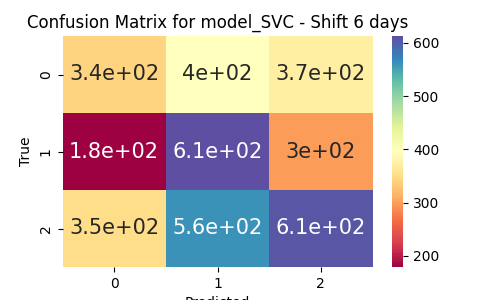 Confusion Matrix for model_SVC - Shift 6 days
0 3.4e+02 4e+02 3.7e+02
1 1.8e+02 6.1e+02 3e+02
2 3.5e+02 5.6e+02 6.1e+02
True
0 1 2
Predicted
600
500
400
300
200